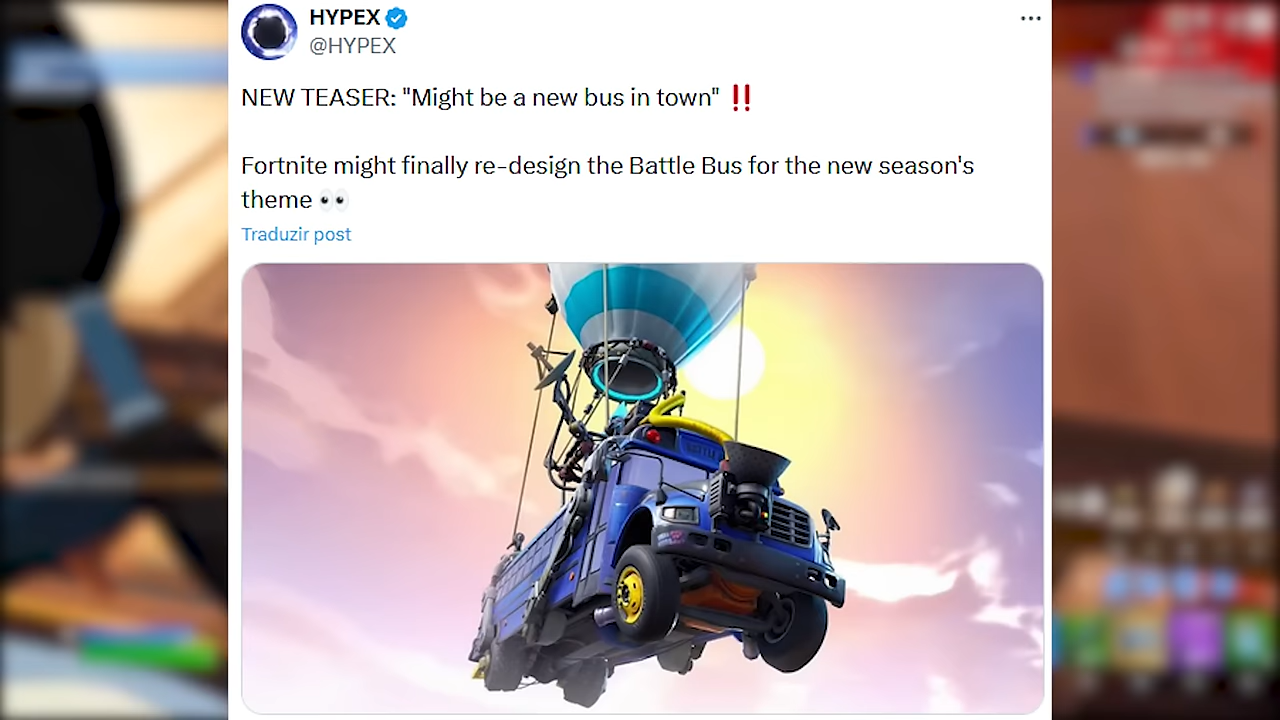 HYPEX
@HYPEX
NEW TEASER: "Might be a new bus in town" ‼️
Fortnite might finally re-design the Battle Bus for the new season's
theme 👀
Traduzir post